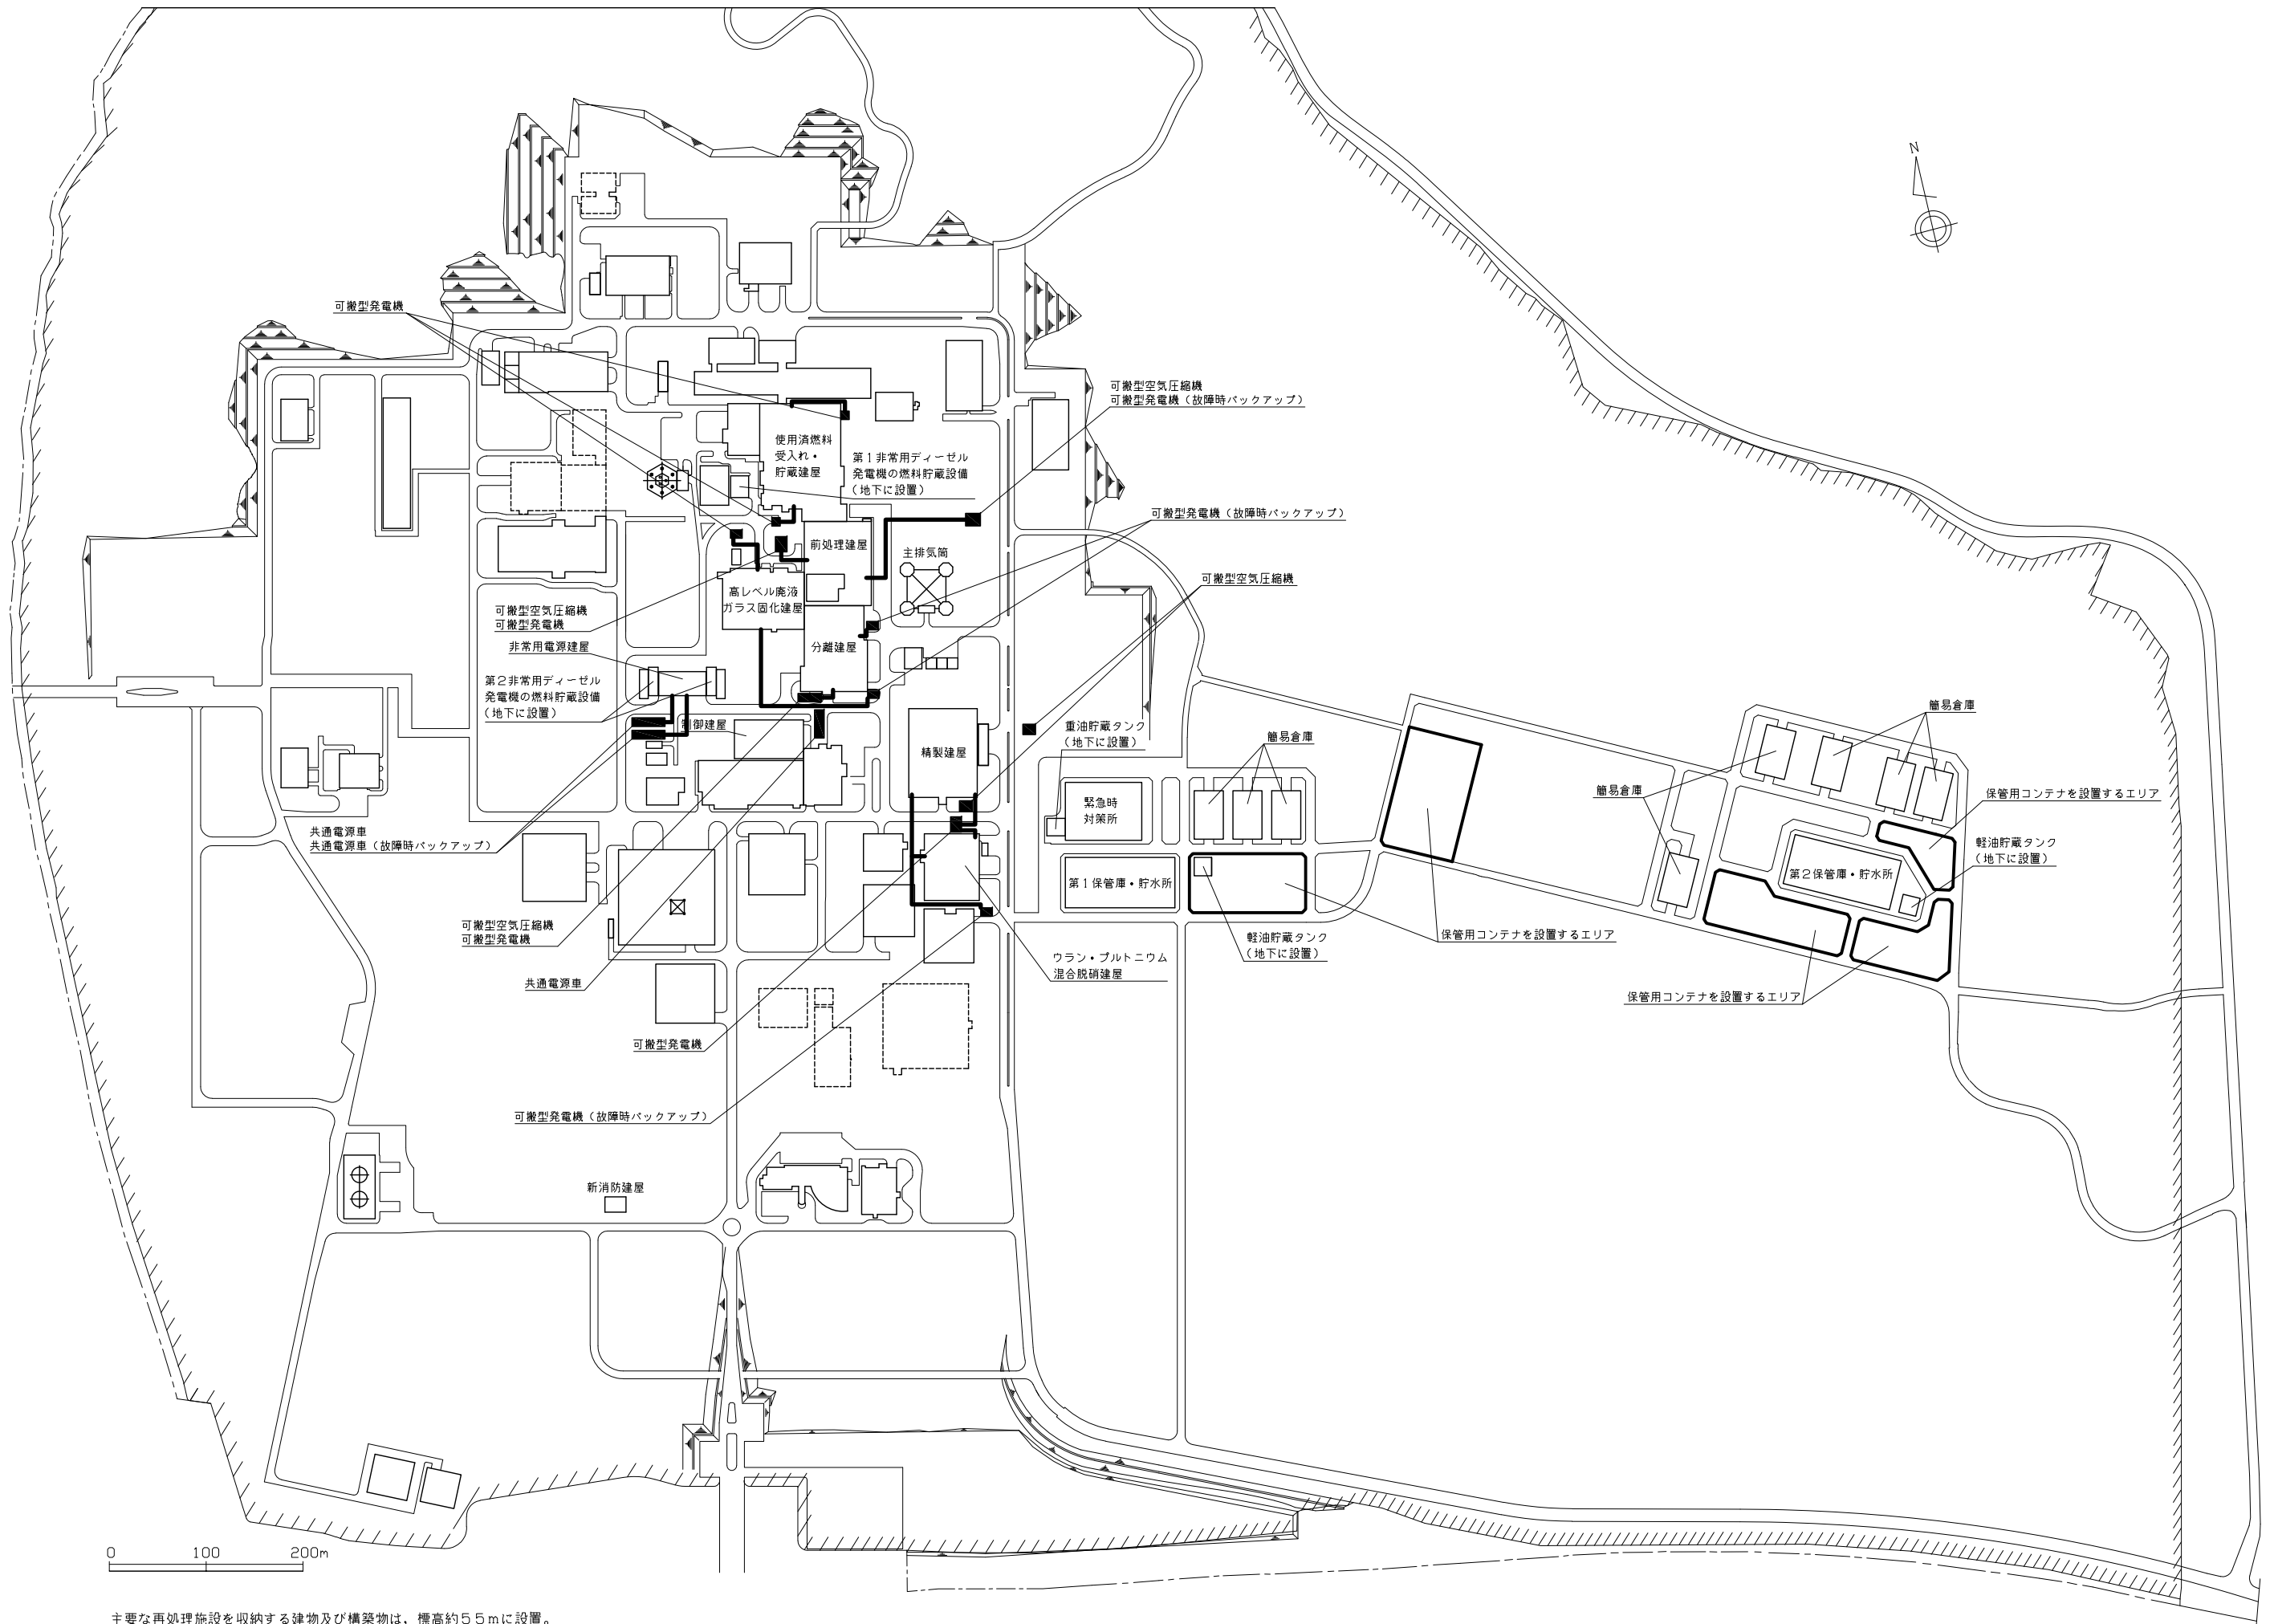 N
可搬型発電機
可搬型空気圧縮機
可搬型発電機（故障時バックアップ）
使用済燃料
受入れ・
貯蔵建屋
第１非常用ディーゼル
発電機の燃料貯蔵設備
（地下に設置）
可搬型発電機（故障時バックアップ）
前処理建屋
主排気筒
可搬型空気圧縮機
高レベル廃液
ガラス固化建屋
可搬型空気圧縮機
可搬型発電機
非常用電源建屋
分離建屋
第２非常用ディーゼル
発電機の燃料貯蔵設備
（地下に設置）
制御建屋
精製建屋
重油貯蔵タンク
（地下に設置）
簡易倉庫
簡易倉庫
簡易倉庫
保管用コンテナを設置するエリア
緊急時
対策所
共通電源車
共通電源車（故障時バックアップ）
軽油貯蔵タンク
（地下に設置）
第１保管庫・貯水所
第２保管庫・貯水所
可搬型空気圧縮機
可搬型発電機
軽油貯蔵タンク
（地下に設置）
保管用コンテナを設置するエリア
ウラン・プルトニウム
混合脱硝建屋
共通電源車
保管用コンテナを設置するエリア
可搬型発電機
可搬型発電機（故障時バックアップ）
新消防建屋
0 100 200m
主要な再処理施設を収納する建物及び構築物は，標高約５５ｍに設置。